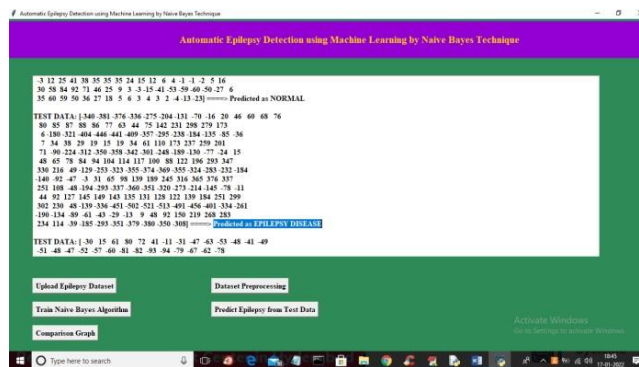 Automatic Epilepsy Detection using Machine Learning by Naive Bayes Technique
Automatic Epilepsy Detection using Machine Learning by Naive Bayes Technique
-3 12 25 41 38 35 35 35 24 15 12 6 4 -1 -1 -2 5 16
30 58 84 92 71 46 25 9 3 -3 -15 -41 -53 -59 -60 -50 -27 6
35 60 59 50 36 27 18 5 6 3 4 3 2 -4 -13 -23] ====> Predicted as NORMAL
TEST DATA: [-340 -381 -376 -336 -275 -204 -131 -70 -16 20 46 60 68 76
80 85 87 88 86 77 63 44 75 142 231 298 279 173
6 -180 -321 -404 -446 -441 -409 -357 -295 -238 -184 -135 -85 -36
7 34 38 29 19 15 19 34 61 110 173 237 259 201
71 -90 -224 -312 -350 -368 -342 -301 -248 -189 -130 -77 -24 15
48 65 78 84 94 104 114 117 100 88 122 196 293 347
330 216 49 -129 -253 -323 -355 -374 -369 -355 -324 -283 -232 -184
-140 -92 -47 -3 31 65 98 139 189 245 316 365 376 337
251 108 -48 -194 -293 -337 -360 -351 -320 -273 -214 -145 -78 -11
44 92 127 145 149 143 135 131 128 122 139 184 251 299
302 230 48 -139 -336 -451 -502 -521 -513 -491 -456 -401 -334 -261
-190 -134 -89 -61 -43 -29 -13 9 48 92 150 219 268 283
234 114 -39 -185 -293 -351 -379 -380 -350 -308] ====> Predicted as EPILEPSY DISEASE
TEST DATA: [-30 15 61 80 72 41 -11 -31 -47 -63 -53 -48 -41 -49
-51 -48 -47 -52 -57 -60 -81 -82 -93 -94 -79 -67 -62 -78
Upload Epilepsy Dataset
Dataset Preprocessing
Train Naive Bayes Algorithm
Predict Epilepsy from Test Data
Comparison Graph
Activate Windows
Go to Settings to activate Windows.
Type here to search
18:45
17-01-2022